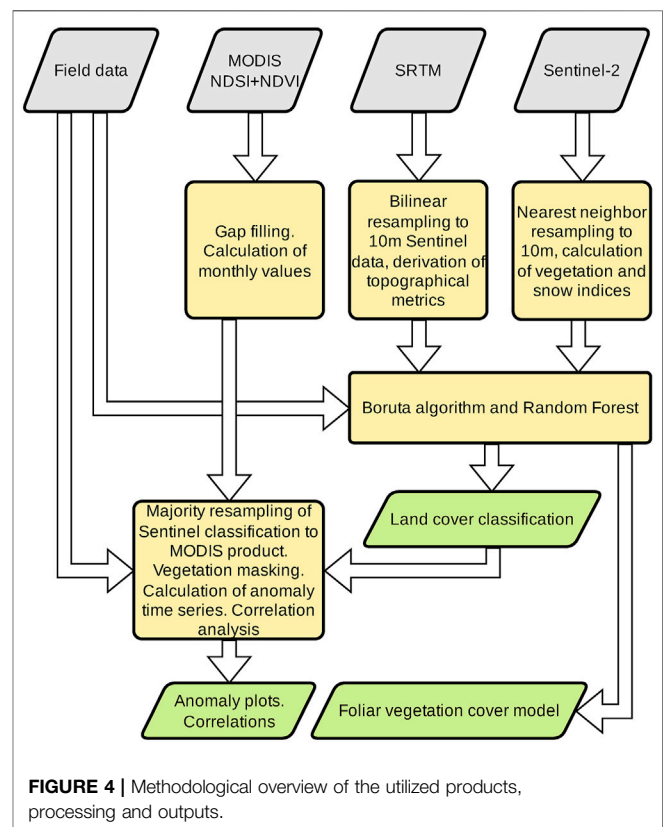 Field data
MODIS
NDSI+NDVI
SRTM
Sentinel-2
Gap filling.
Calculation of
monthly values
Bilinear
resampling to
10m Sentinel
data, derivation of
topographical
metrics
Nearest neighbor
resampling to
10m, calculation
of vegetation and
snow indices
Boruta algorithm and Random Forest
Majority resampling of
Sentinel classification to
MODIS product.
Vegetation masking.
Calculation of anomaly
time series. Correlation
analysis
Land cover classification
Anomaly plots.
Correlations
Foliar vegetation cover model
FIGURE 4 | Methodological overview of the utilized products,
processing and outputs.